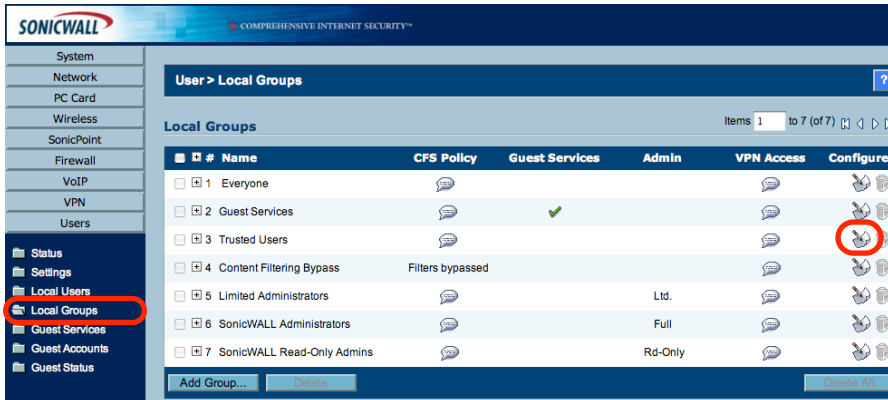 SONICWALL
COMPREHENSIVE INTERNET SECURITY™
System
Network
PC Card
Wireless
SonicPoint
Firewall
VoIP
VPN
Users
Status
Settings
Local Users
Local Groups
Guest Services
Guest Accounts
Guest Status
User > Local Groups
?
Local Groups
Items 1 to 7 (of 7)
# Name CFS Policy Guest Services Admin VPN Access Configure
1 Everyone
2 Guest Services
3 Trusted Users
4 Content Filtering Bypass Filters bypassed
5 Limited Administrators Ltd.
6 SonicWALL Administrators Full
7 SonicWALL Read-Only Admins Rd-Only
Add Group... Delete Delete All